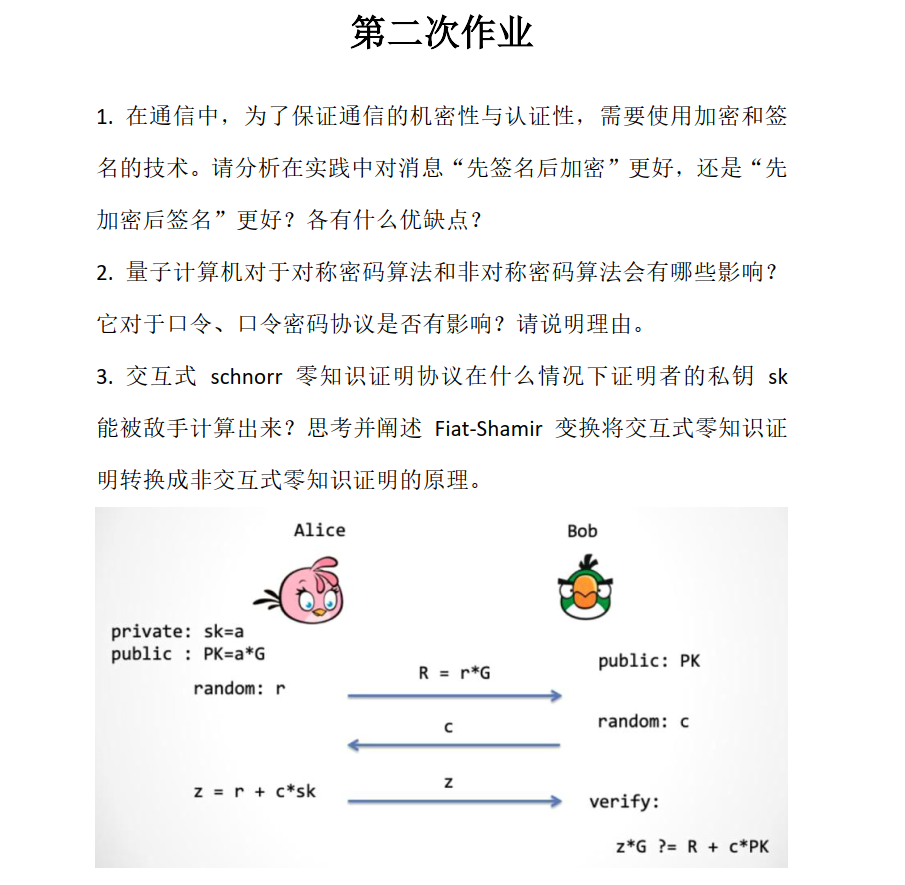 第二次作业
1. 在通信中，为了保证通信的机密性与认证性，需要使用加密和签
名的技术。请分析在实践中对消息“先签名后加密”更好，还是“先
加密后签名”更好？各有什么优缺点？
2. 量子计算机对于对称密码算法和非对称密码算法会有哪些影响？
它对于口令、口令密码协议是否有影响？请说明理由。
3. 交互式 schnorr 零知识证明协议在什么情况下证明者的私钥 sk
能被敌手计算出来？思考并阐述 Fiat-Shamir 变换将交互式零知识证
明转换成非交互式零知识证明的原理。
Alice
Bob
private: sk=a
public : PK=a*G
public: PK
R = r*G
random: r
random: c
c
z = r + c*sk
z
verify:
z*G ?= R + c*PK